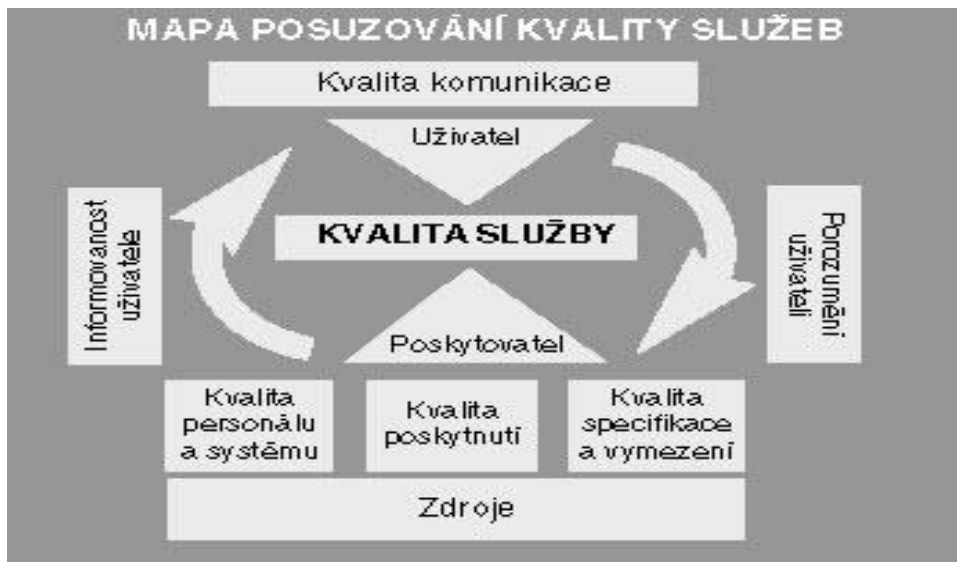 MAPA POSUZOVÁNÍ KVALITY SLUŽEB
Kvalita komunikace
Uživatel
Informovanost
uživatele
KVALITA SLUŽBY
Porozumění
uživateli
Poskytovatel
Kvalita
personálu
a systému
Kvalita
poskytnutí
Kvalita
specifikace
a vymezení
Zdroje